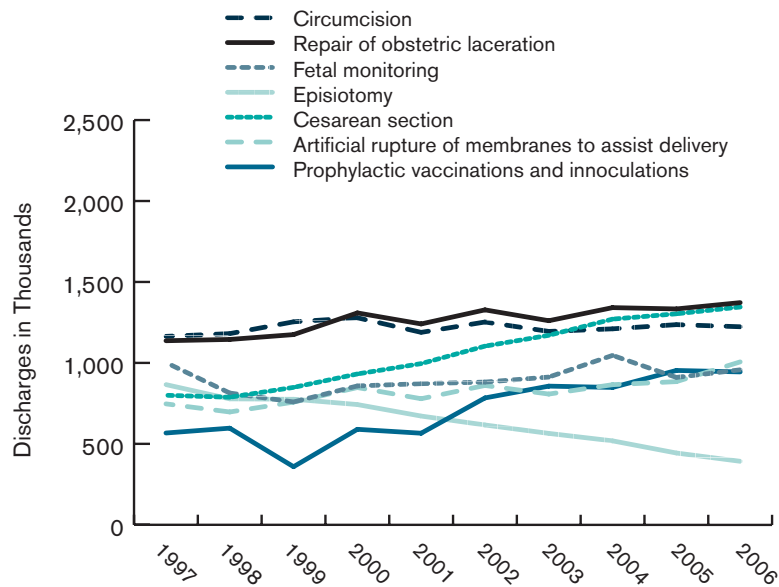 Circumcision
Repair of obstetric laceration
Fetal monitoring
Episiotomy
Cesarean section
Artificial rupture of membranes to assist delivery
Prophylactic vaccinations and innoculations
Discharges in Thousands
2,500
2,000
1,500
1,000
500
0
1997
1998
1999
2000
2001
2002
2003
2004
2005
2006